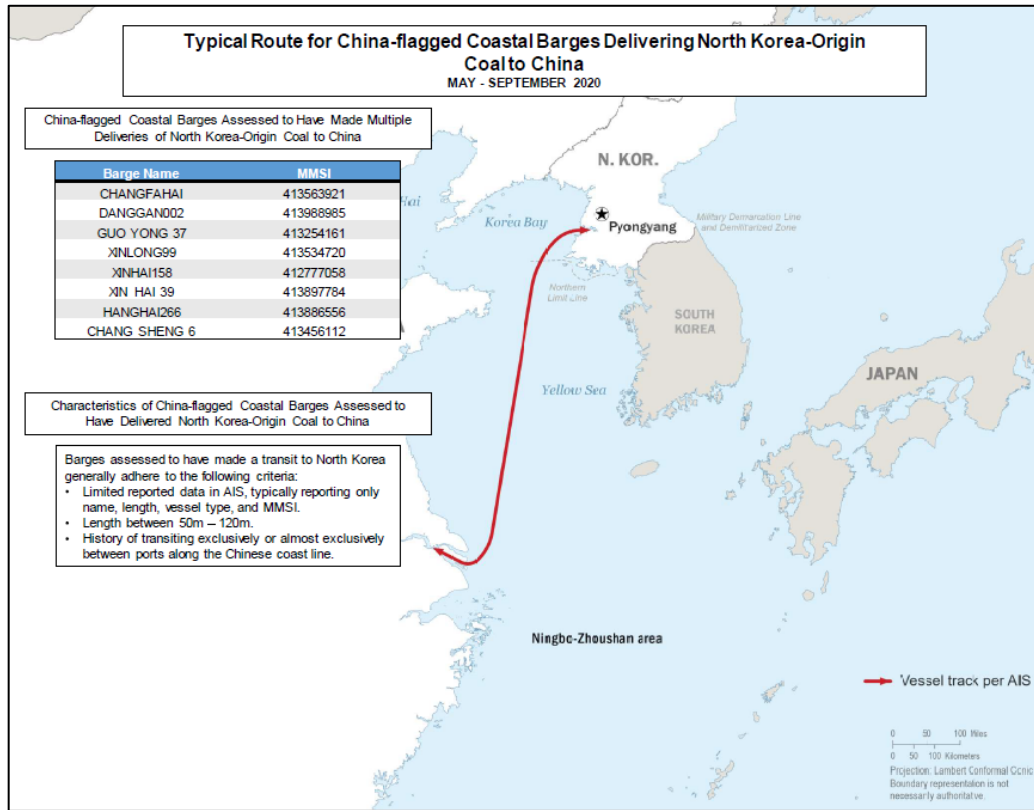 Typical Route for China-flagged Coastal Barges Delivering North Korea-Origin
Coal to China
MAY - SEPTEMBER 2020
China-flagged Coastal Barges Assessed to Have Made Multiple
Deliveries of North Korea-Origin Coal to China
Barge Name MMSI
CHANGFAHAI 413563921
DANGGAN002 413988985
GUO YONG 37 413254161
XINLONG99 413534720
XINHAI158 412777058
XIN HAI 39 413897784
HANGHAI266 413886556
CHANG SHENG 6 413456112
Characteristics of China-flagged Coastal Barges Assessed to
Have Delivered North Korea-Origin Coal to China
Barges assessed to have made a transit to North Korea
generally adhere to the following criteria:
• Limited reported data in AIS, typically reporting only
name, length, vessel type, and MMSI.
• Length between 50m – 120m.
• History of transiting exclusively or almost exclusively
between ports along the Chinese coast line.
N. KOR.
Hai
Korea Bay
Pyongyang
Military Demarcation Line
and Demilitarized Zone
Northern
Limit Line
SOUTH
KOREA
Yellow Sea
JAPAN
A
Ningbo-Zhoushan area
Vessel track per AIS
0 50 100 Miles
0 50 100 Kilometers
Projection: Lambert Conformal Conic
Boundary representation is not
necessarily authoritative.